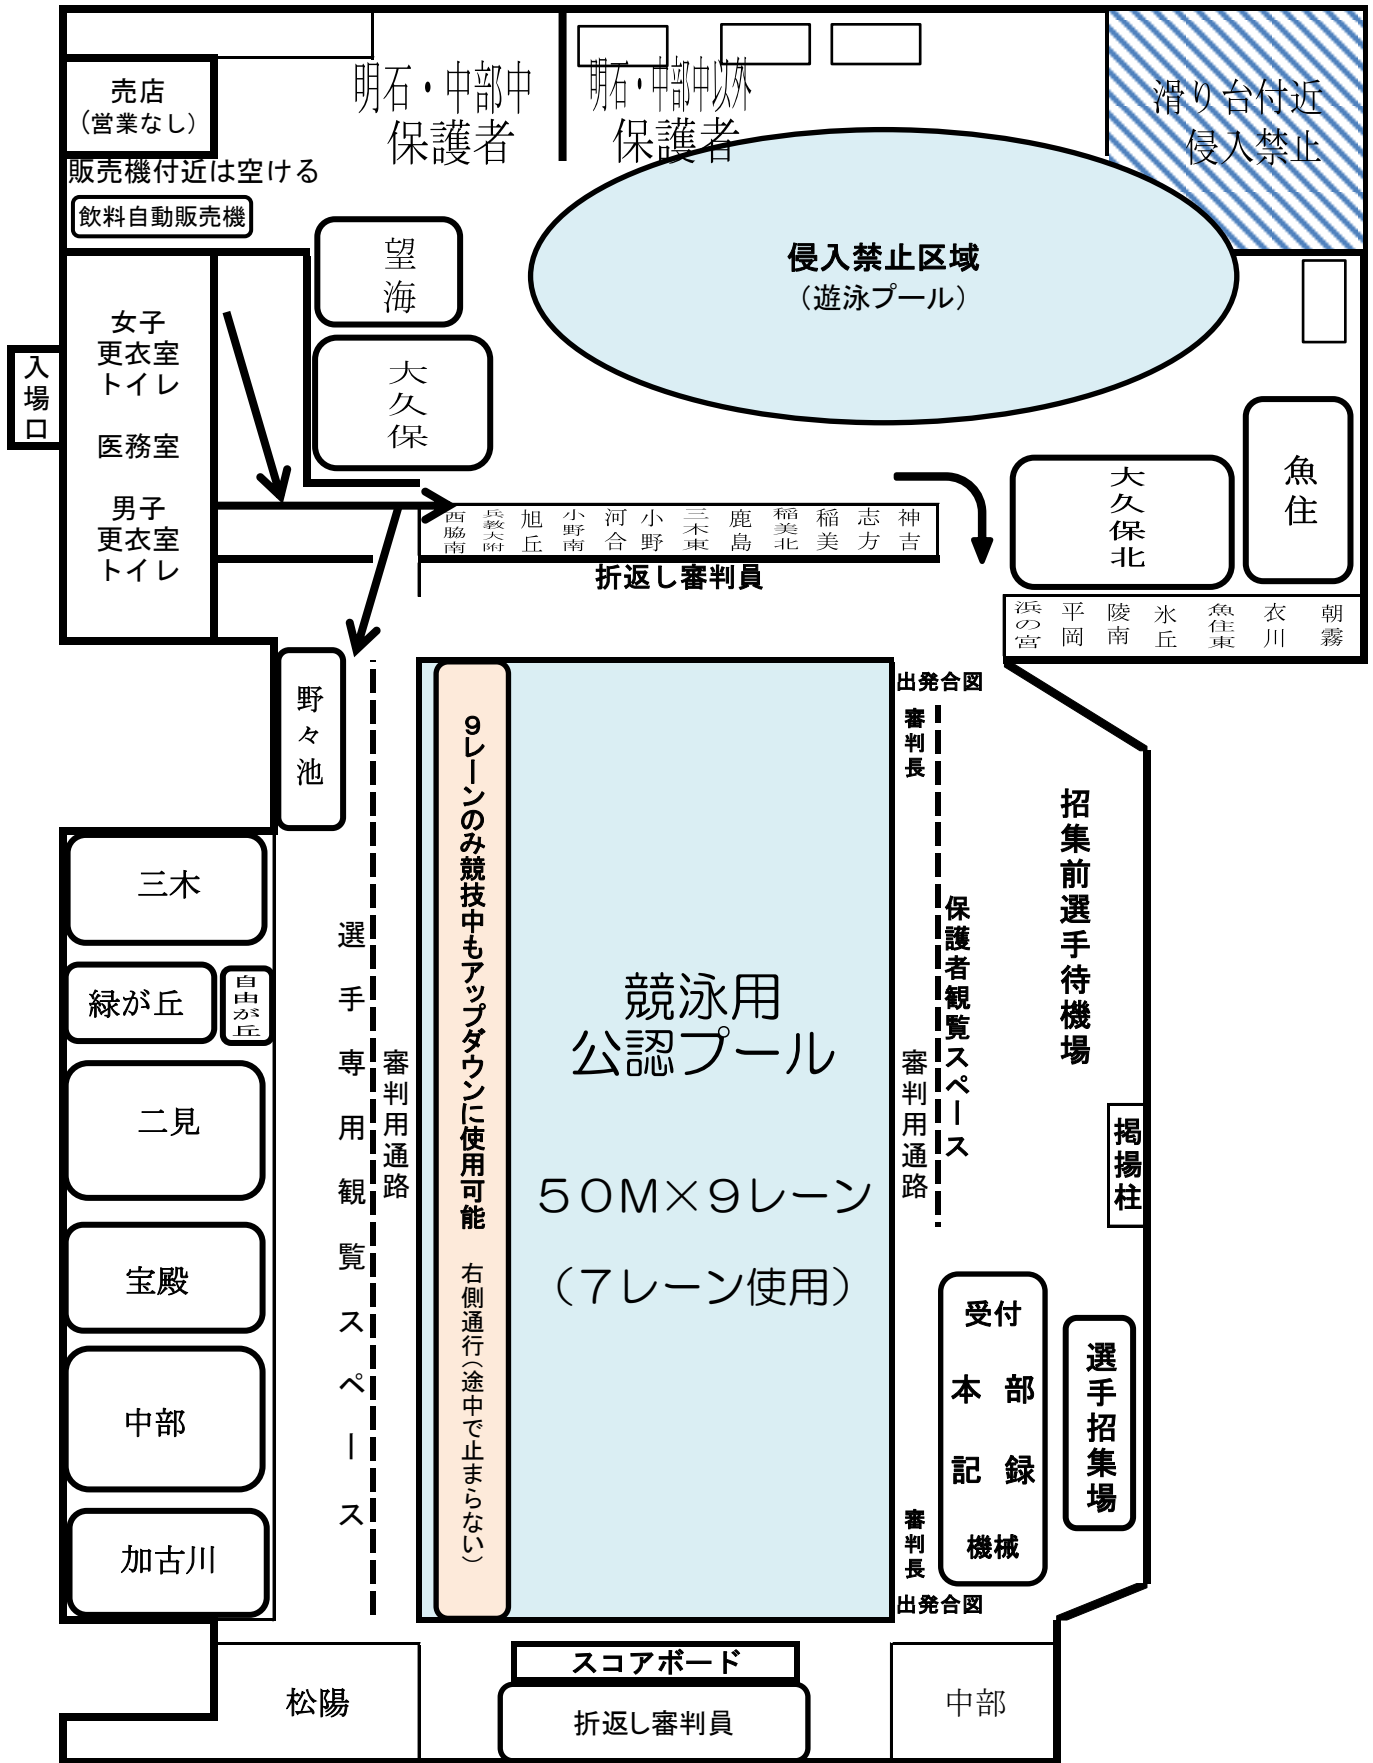 売店
（営業なし）
明石・中部中
保護者
明石・中部中以外
保護者
滑り台付近
侵入禁止
販売機付近は空ける
飲料自動販売機
望海
大久保
侵入禁止区域
（遊泳プール）
入場口
女子
更衣室
トイレ
医務室
男子
更衣室
トイレ
魚住
大久保北
西脇南
兵教大附
旭丘
小野南
河合
小野
三木東
鹿島
稲美北
稲美
志方
神吉
折返し審判員
浜の宮
平岡
陵南
氷丘
魚住東
衣川
朝霧
野々池
出発合図
審判長
9レーンのみ競技中もアップダウンに使用可能　右側通行（途中で止まらない）
招集前選手待機場
保護者観覧スペース
審判用通路
選手専用観覧スペース
審判用通路
競泳用
公認プール
５０Ｍ×９レーン
（７レーン使用）
三木
緑が丘
自由が丘
二見
宝殿
中部
加古川
掲揚柱
受付
本　部
記　録
機械
選手招集場
審判長
出発合図
スコアボード
折返し審判員
松陽
中部